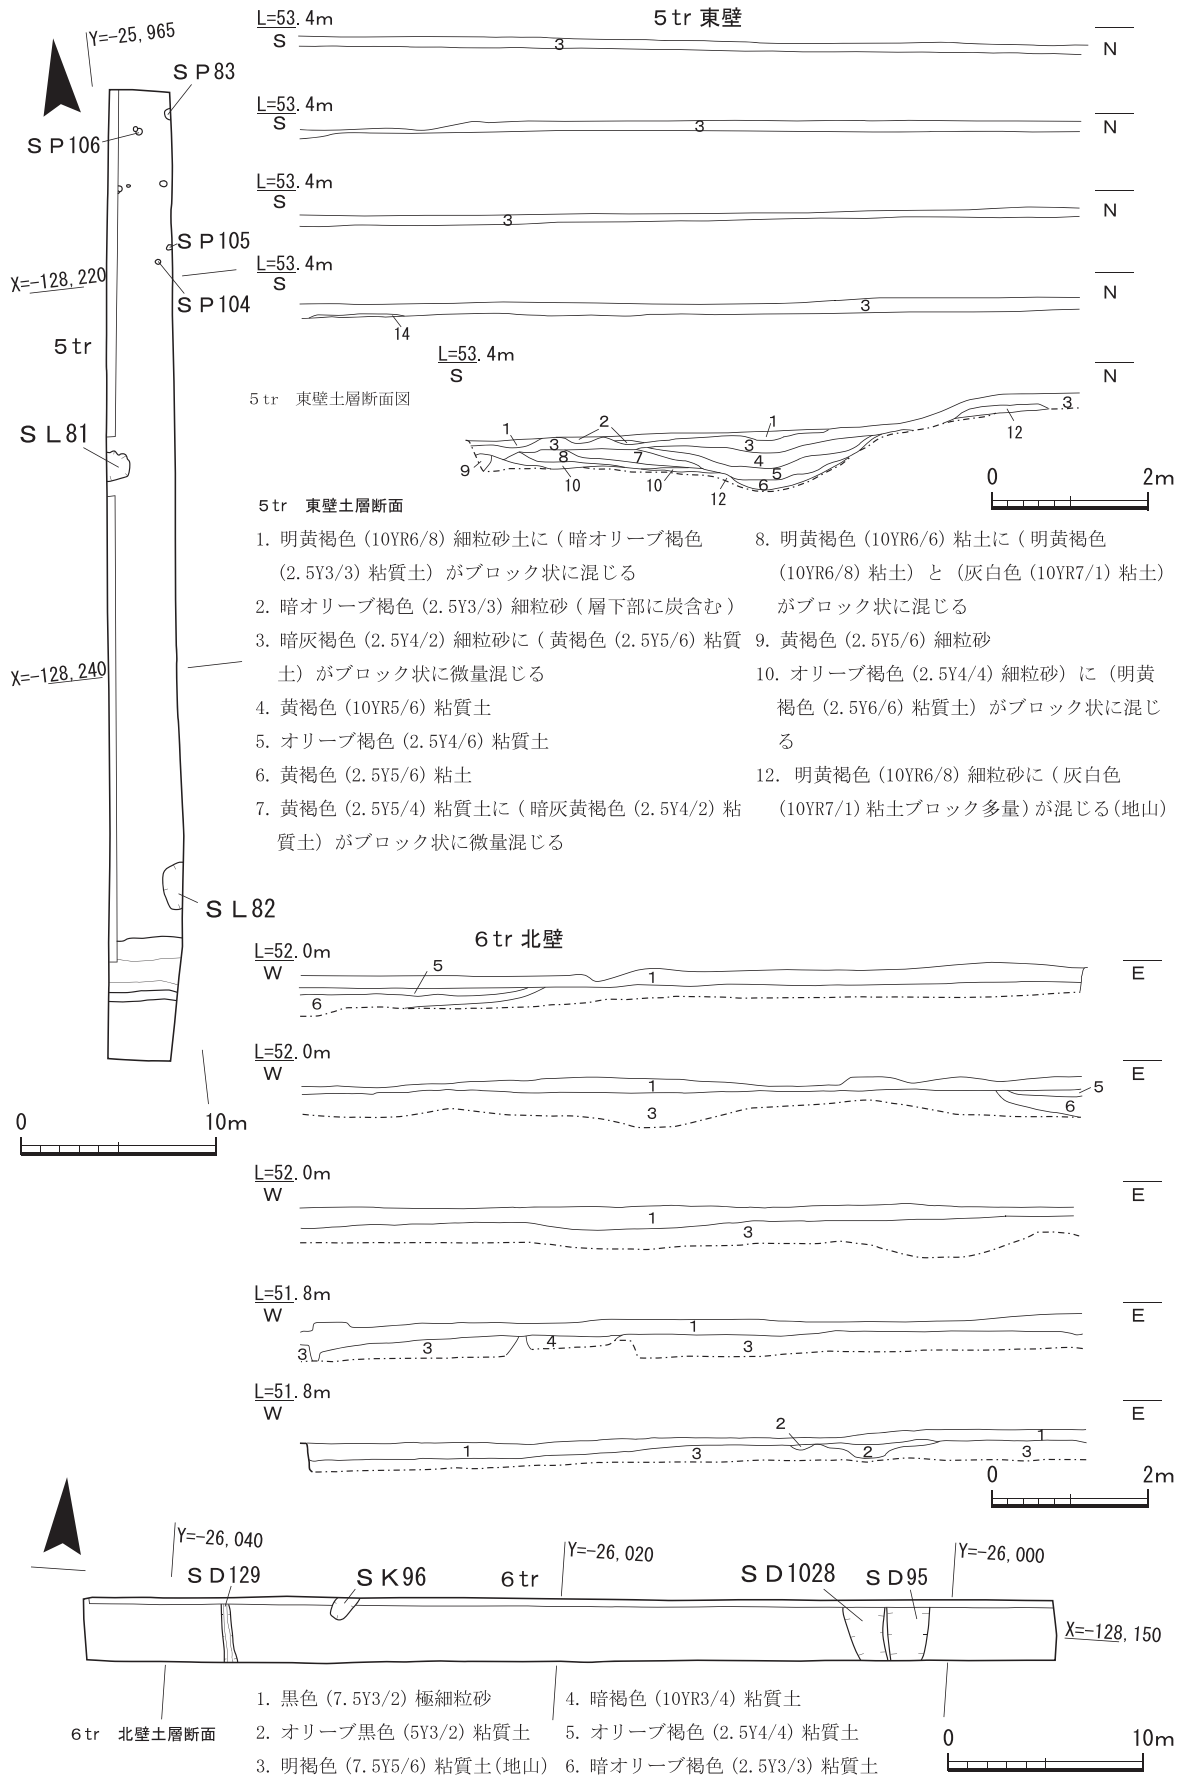 Y=-25,965
SP83
SP106
SP105
X=-128,220
SP104
5tr
SL81
X=-128,240
SL82
0 10m
5tr 東壁
L=53.4m
S 3 N
L=53.4m
S 3 N
L=53.4m
S 3 N
L=53.4m
S 3 N
14
L=53.4m
S N
5tr 東壁土層断面図
1 2 1 3
3 3 12
8 7 4
9 5
10 10 12 6
0 2m
5tr 東壁土層断面
1. 明黄褐色 (10YR6/8) 細粒砂土に ( 暗オリーブ褐色
(2.5Y3/3) 粘質土) がブロック状に混じる
2. 暗オリーブ褐色 (2.5Y3/3) 細粒砂 ( 層下部に炭含む )
3. 暗灰褐色 (2.5Y4/2) 細粒砂に ( 黄褐色 (2.5Y5/6) 粘質
土) がブロック状に微量混じる
4. 黄褐色 (10YR5/6) 粘質土
5. オリーブ褐色 (2.5Y4/6) 粘質土
6. 黄褐色 (2.5Y5/6) 粘土
7. 黄褐色 (2.5Y5/4) 粘質土に ( 暗灰黄褐色 (2.5Y4/2) 粘
質土) がブロック状に微量混じる
8. 明黄褐色 (10YR6/6) 粘土に ( 明黄褐色
(10YR6/8) 粘土) と (灰白色 (10YR7/1) 粘土)
がブロック状に混じる
9. 黄褐色 (2.5Y5/6) 細粒砂
10. オリーブ褐色 (2.5Y4/4) 細粒砂) に (明黄
褐色 (2.5Y6/6) 粘質土) がブロック状に混じ
る
12. 明黄褐色 (10YR6/8) 細粒砂に ( 灰白色
(10YR7/1) 粘土ブロック多量) が混じる(地山)
6tr 北壁
L=52.0m
W 5 1 E
6
L=52.0m
W 1 E
3 5
6
L=52.0m
W 1 E
3
L=51.8m
W 1 E
3 3 4 3
L=51.8m
W 2 E
1 3 2 1 3
0 2m
Y=-26,040
Y=-26,020
Y=-26,000
SD129
SK96
6tr
SD1028
SD95
X=-128,150
6tr 北壁土層断面
1. 黒色 (7.5Y3/2) 極細粒砂
2. オリーブ黒色 (5Y3/2) 粘質土
3. 明褐色 (7.5Y5/6) 粘質土(地山)
4. 暗褐色 (10YR3/4) 粘質土
5. オリーブ褐色 (2.5Y4/4) 粘質土
6. 暗オリーブ褐色 (2.5Y3/3) 粘質土
0 10m